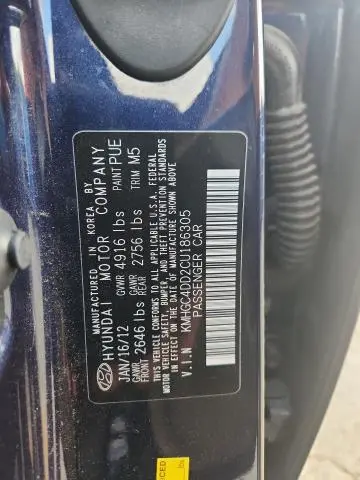 MANUFACTURED IN KOREA BY
HYUNDAI MOTOR COMPANY
JAN/16/12 GVWR 4916 lbs PAINT PUE
GAWR FRONT 2646 lbs GAWR REAR 2756 lbs TRIM M5
THIS VEHICLE CONFORMS TO ALL APPLICABLE U.S.A. FEDERAL
MOTOR VEHICLE SAFETY, BUMPER, AND THEFT PREVENTION
STANDARDS IN EFFECT ON THE DATE OF MANUFACTURE SHOWN ABOVE
V.I.N KMHGC4DD2CU186305
PASSENGER CAR